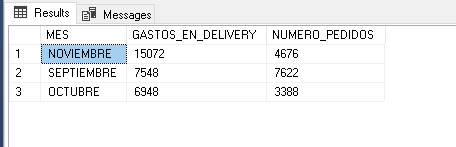 Results Messages
MES GASTOS_EN_DELIVERY NUMERO_PEDIDOS
1 NOVIEMBRE 15072 4676
2 SEPTIEMBRE 7548 7622
3 OCTUBRE 6948 3388